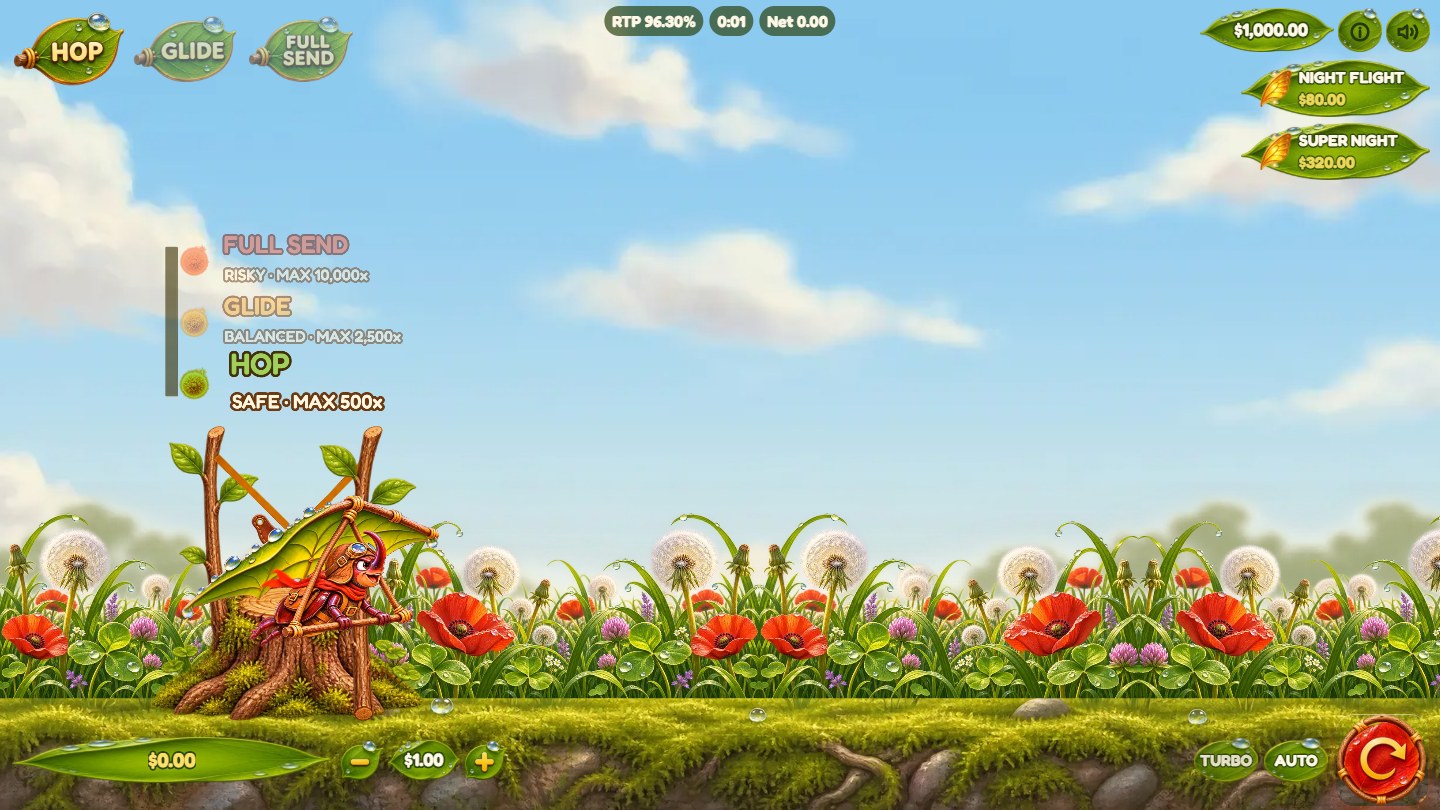 HOP
GLIDE
FULL
SEND
RTP 96.30%
0:01
Net 0.00
$1,000.00
NIGHT FLIGHT
$80.00
SUPER NIGHT
$320.00
FULL SEND
RISKY · MAX 10,000x
GLIDE
BALANCED · MAX 2,500x
HOP
SAFE · MAX 500x
$0.00
$1.00
TURBO
AUTO